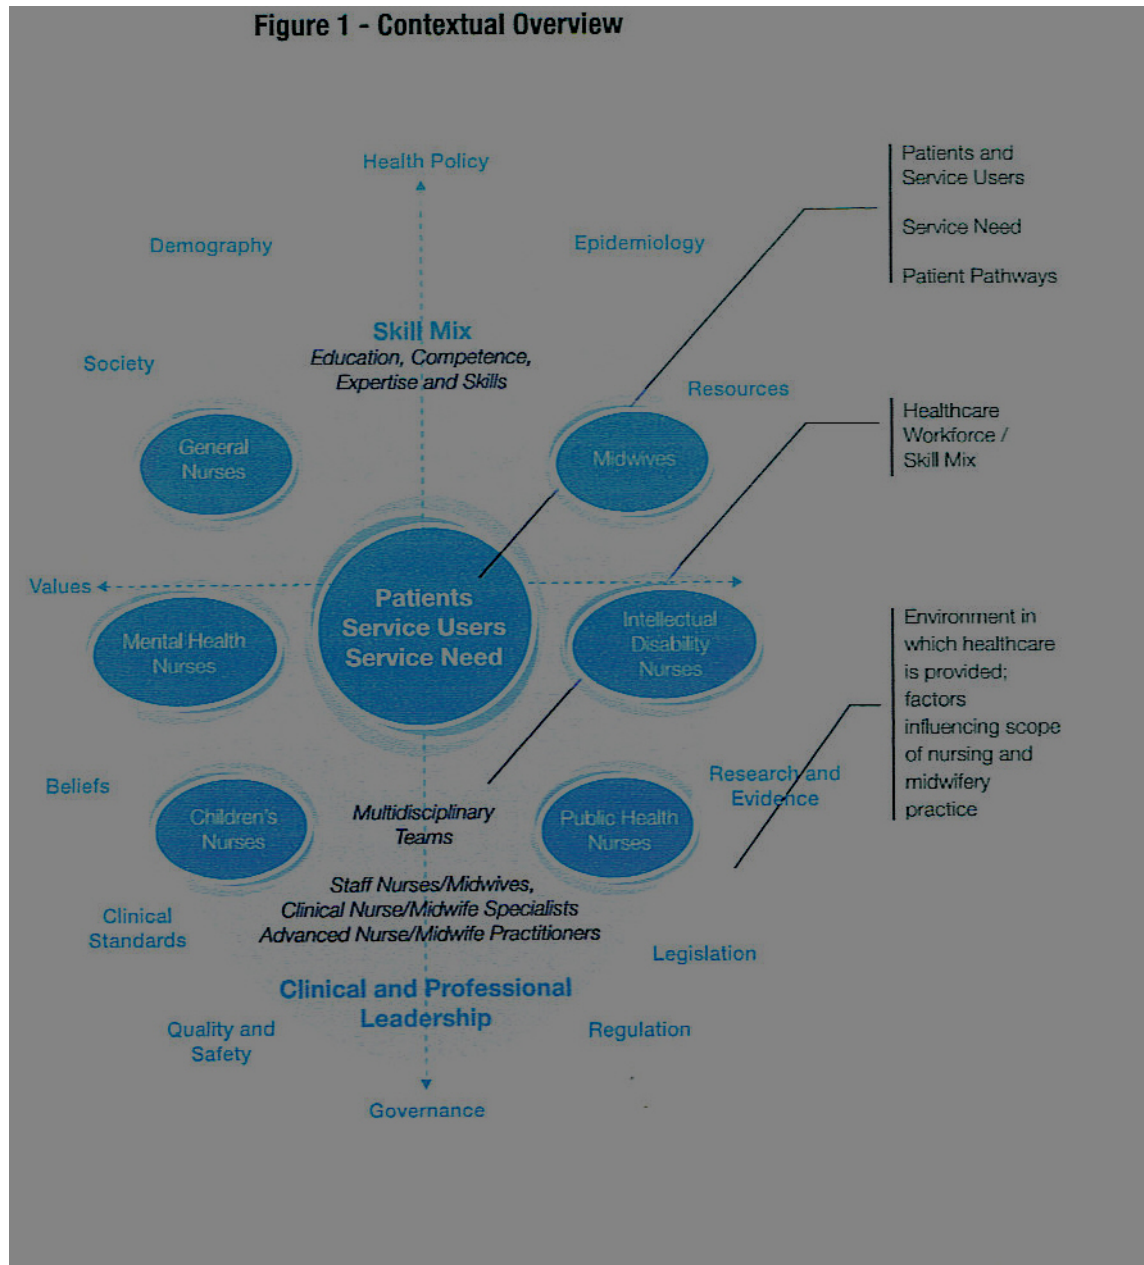 Figure 1 - Contextual Overview
Health Policy
Demography
Epidemiology
Patients and
Service Users
Service Need
Patient Pathways
Skill Mix
Education, Competence,
Expertise and Skills
Society
Resources
General
Nurses
Midwives
Healthcare
Workforce /
Skill Mix
Values
Patients
Service Users
Service Need
Mental Health
Nurses
Intellectual
Disability
Nurses
Environment in
which healthcare
is provided;
factors
influencing scope
of nursing and
midwifery
practice
Beliefs
Research and
Evidence
Children's
Nurses
Multidisciplinary
Teams
Public Health
Nurses
Staff Nurses/Midwives,
Clinical Nurse/Midwife Specialists
Advanced Nurse/Midwife Practitioners
Clinical
Standards
Legislation
Clinical and Professional
Leadership
Quality and
Safety
Regulation
Governance